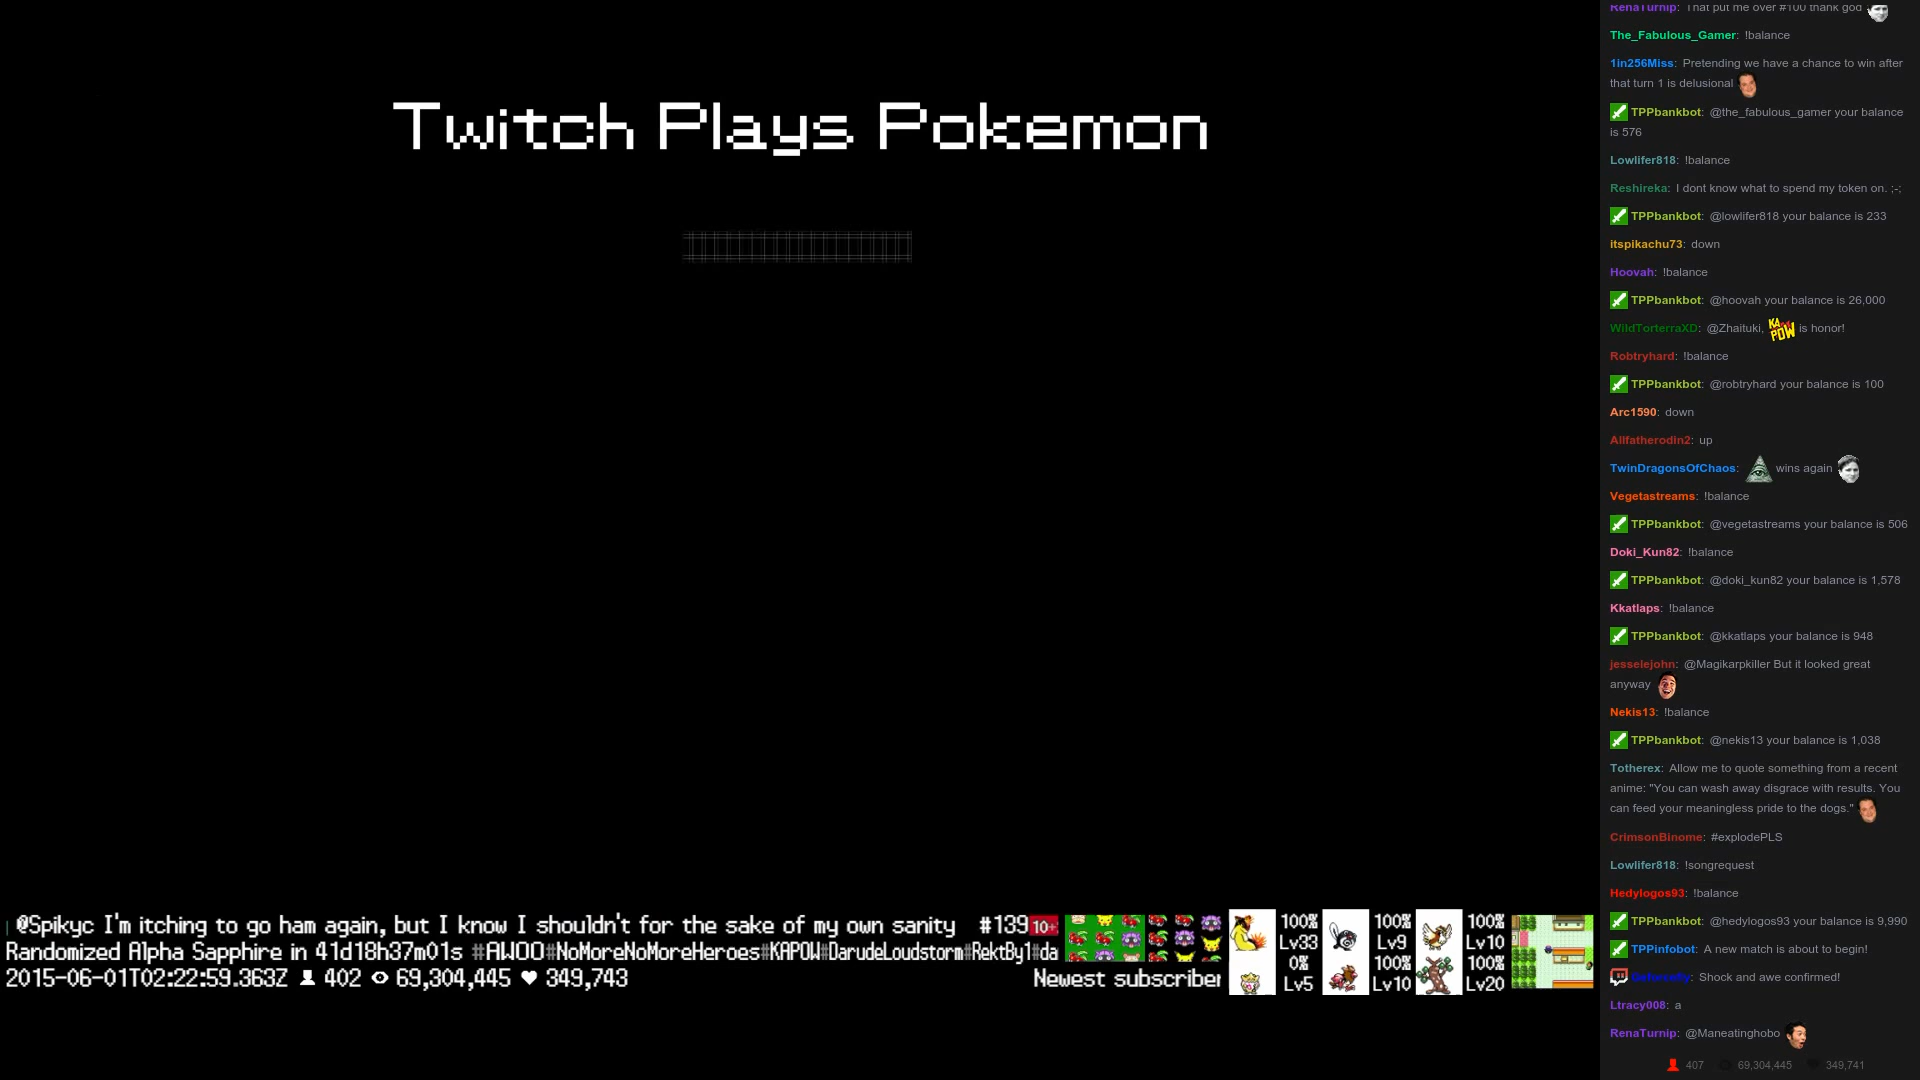 Twitch Plays Pokemon
@Spikyc I'm itching to go ham again, but I know I shouldn't for the sake of my own sanity #139 10+
Randomized Alpha Sapphire in 41d18h37m01s #AWOO#NoMoreNoMoreHeroes#KAPOW#DarudeLoudstorm#RektBy1#da
2015-06-01T02:22:59.363Z 402 69,304,445 349,743
Newest subscriber
100% 100% 100%
Lv33 Lv9 Lv10
0% 100% 100%
Lv5 Lv10 Lv20
RenaTurnip: That put me over #100 thank god
The_Fabulous_Gamer: !balance
1in256Miss: Pretending we have a chance to win after
that turn 1 is delusional
TPPbankbot: @the_fabulous_gamer your balance
is 576
Lowlifer818: !balance
Reshireka: I dont know what to spend my token on. ;-;
TPPbankbot: @lowlifer818 your balance is 233
itspikachu73: down
Hoovah: !balance
TPPbankbot: @hoovah your balance is 26,000
WildTorterraXD: @Zhaituki, KA POW is honor!
Robtryhard: !balance
TPPbankbot: @robtryhard your balance is 100
Arc1590: down
Allfatherodin2: up
TwinDragonsOfChaos: wins again
Vegetastreams: !balance
TPPbankbot: @vegetastreams your balance is 506
Doki_Kun82: !balance
TPPbankbot: @doki_kun82 your balance is 1,578
Kkatlaps: !balance
TPPbankbot: @kkatlaps your balance is 948
jesselejohn: @Magikarpkiller But it looked great
anyway
Nekis13: !balance
TPPbankbot: @nekis13 your balance is 1,038
Totherex: Allow me to quote something from a recent
anime: "You can wash away disgrace with results. You
can feed your meaningless pride to the dogs."
CrimsonBinome: #explodePLS
Lowlifer818: !songrequest
Hedylogos93: !balance
TPPbankbot: @hedylogos93 your balance is 9,990
TPPinfobot: A new match is about to begin!
: Shock and awe confirmed!
Ltracy008: a
RenaTurnip: @Maneatinghobo
407 69,304,445 349,741